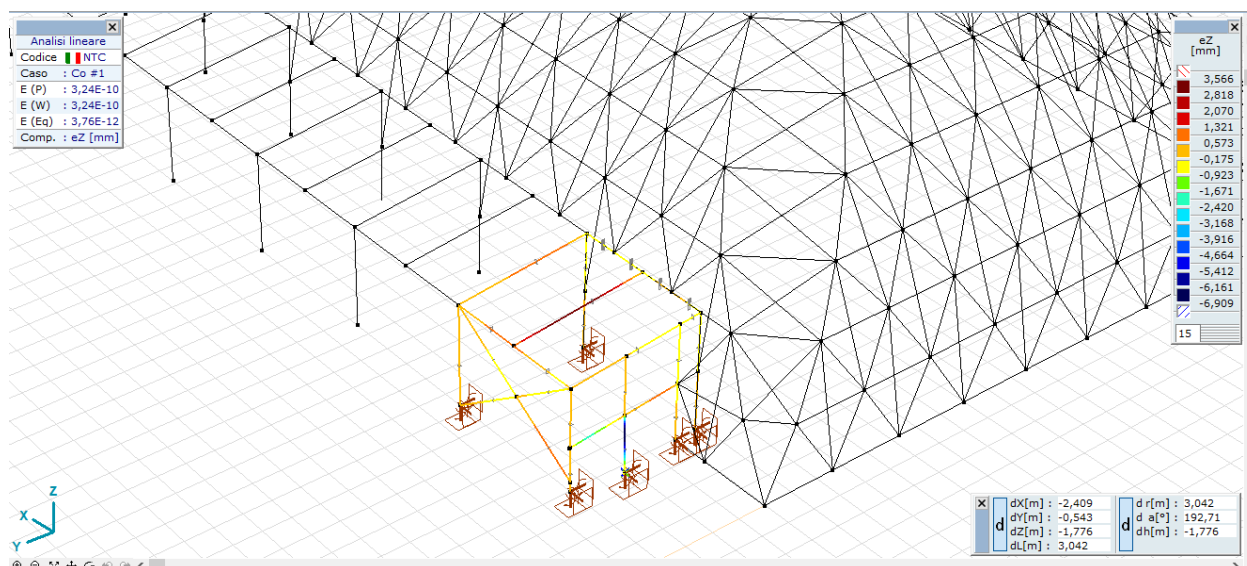 Analisi lineare
Codice NTC
Caso : Co #1
E (P) : 3,24E-10
E (W) : 3,24E-10
E (Eq) : 3,76E-12
Comp. : eZ [mm]
eZ
[mm]
3,566
2,818
2,070
1,321
0,573
-0,175
-0,923
-1,671
-2,420
-3,168
-3,916
-4,664
-5,412
-6,161
-6,909
15
Z
X
Y
d
dX[m] : -2,409
dY[m] : -0,543
dZ[m] : -1,776
dL[m] : 3,042
d
d r[m] : 3,042
d a[°] : 192,71
dh[m] : -1,776